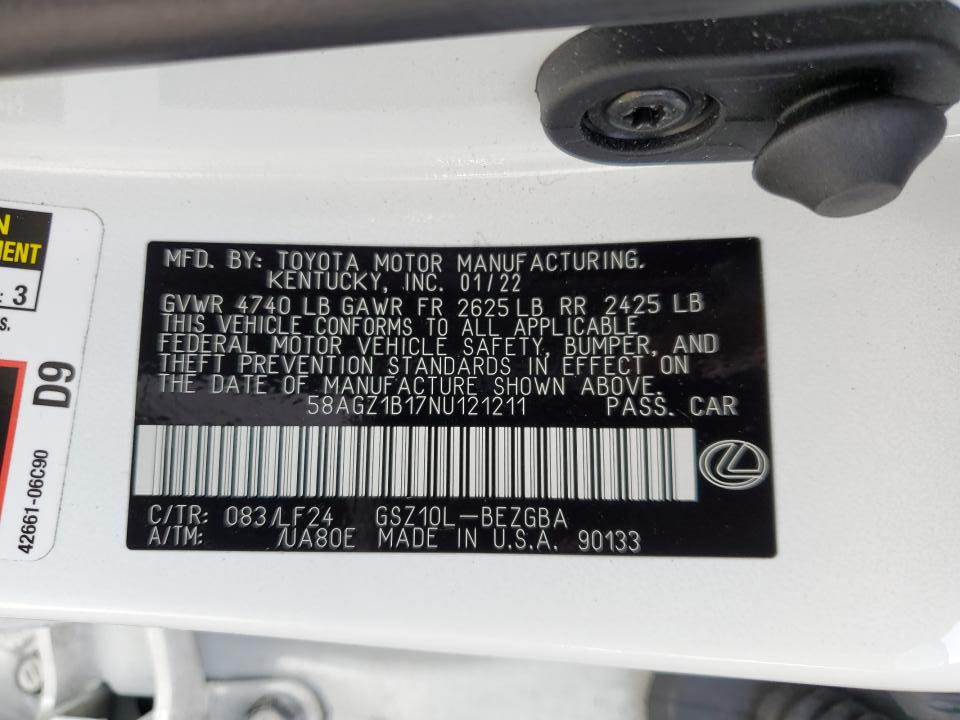 MFD. BY: TOYOTA MOTOR MANUFACTURING.
KENTUCKY, INC. 01/22
GVWR 4740 LB GAWR FR 2625 LB RR 2425 LB
THIS VEHICLE CONFORMS TO ALL APPLICABLE
FEDERAL MOTOR VEHICLE SAFETY, BUMPER, AND
THEFT PREVENTION STANDARDS IN EFFECT ON
THE DATE OF MANUFACTURE SHOWN ABOVE.
58AGZ1B17NU121211 PASS. CAR
C/TR: 083/LF24 GSZ10L-BEZGBA
A/TM: /UA80E MADE IN U.S.A. 90133
: 3
D9
42661-06C90